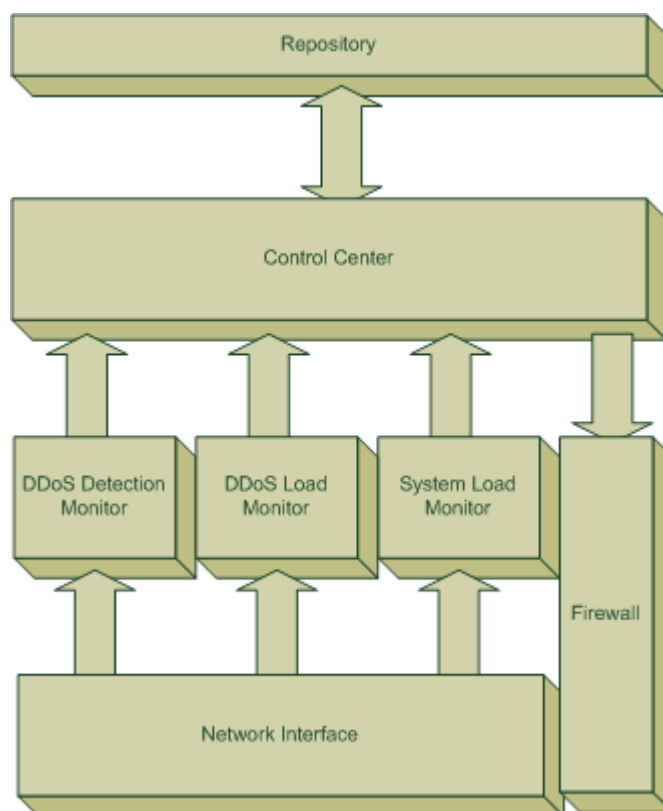 Repository
Control Center
DDoS Detection
Monitor
DDoS Load
Monitor
System Load
Monitor
Firewall
Network Interface